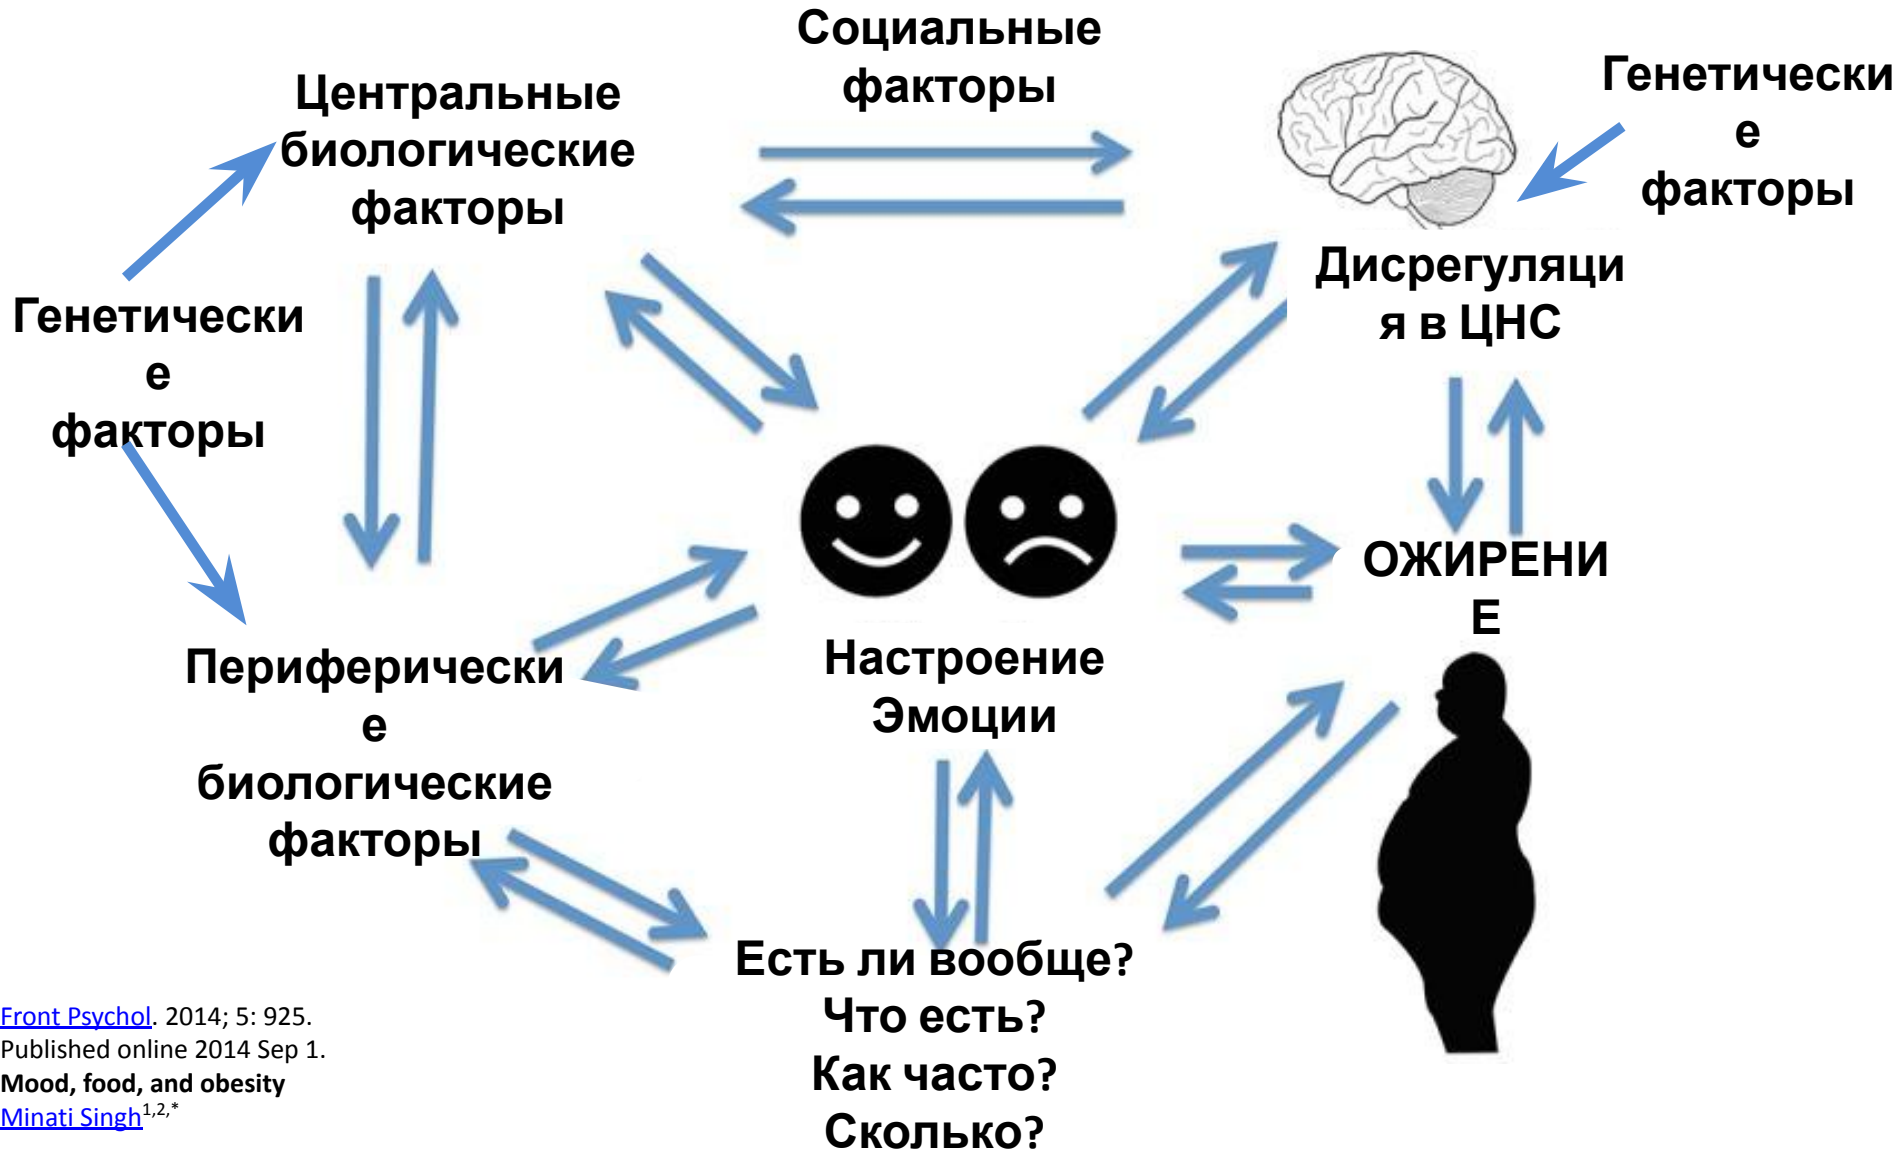 Социальные
факторы
Центральные
биологические
факторы
Генетически
е
факторы
Дисрегуляци
я в ЦНС
Генетически
е
факторы
ОЖИРЕНИ
Е
Настроение
Эмоции
Периферически
е
биологические
факторы
Есть ли вообще?
Что есть?
Как часто?
Сколько?
Front Psychol. 2014; 5: 925.
Published online 2014 Sep 1.
Mood, food, and obesity
Minati Singh1,2,*